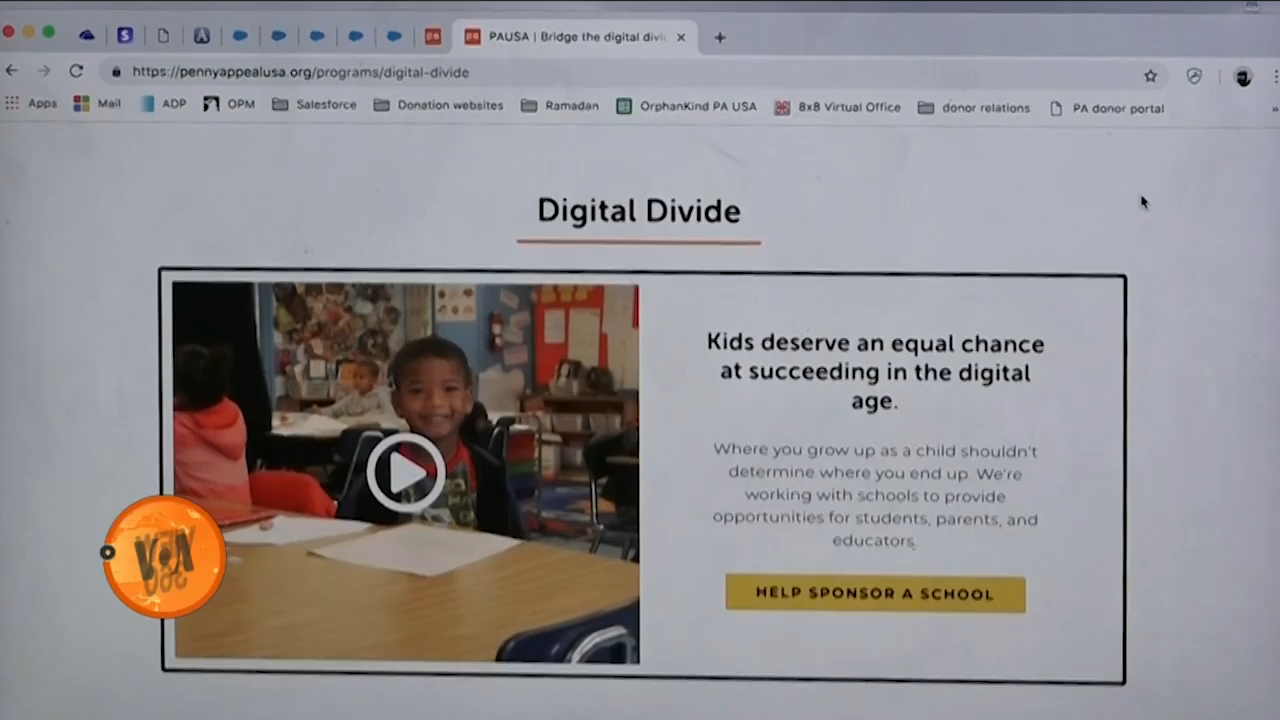 PAUSA | Bridge the digital divi
https://pennyappealusa.org/programs/digital-divide
Apps Mail ADP OPM Salesforce Donation websites Ramadan OrphanKind PA USA 8x8 Virtual Office donor relations PA donor portal
Digital Divide
Kids deserve an equal chance
at succeeding in the digital
age.
Where you grow up as a child shouldn't
determine where you end up. We're
working with schools to provide
opportunities for students, parents, and
educators.
HELP SPONSOR A SCHOOL
VOA